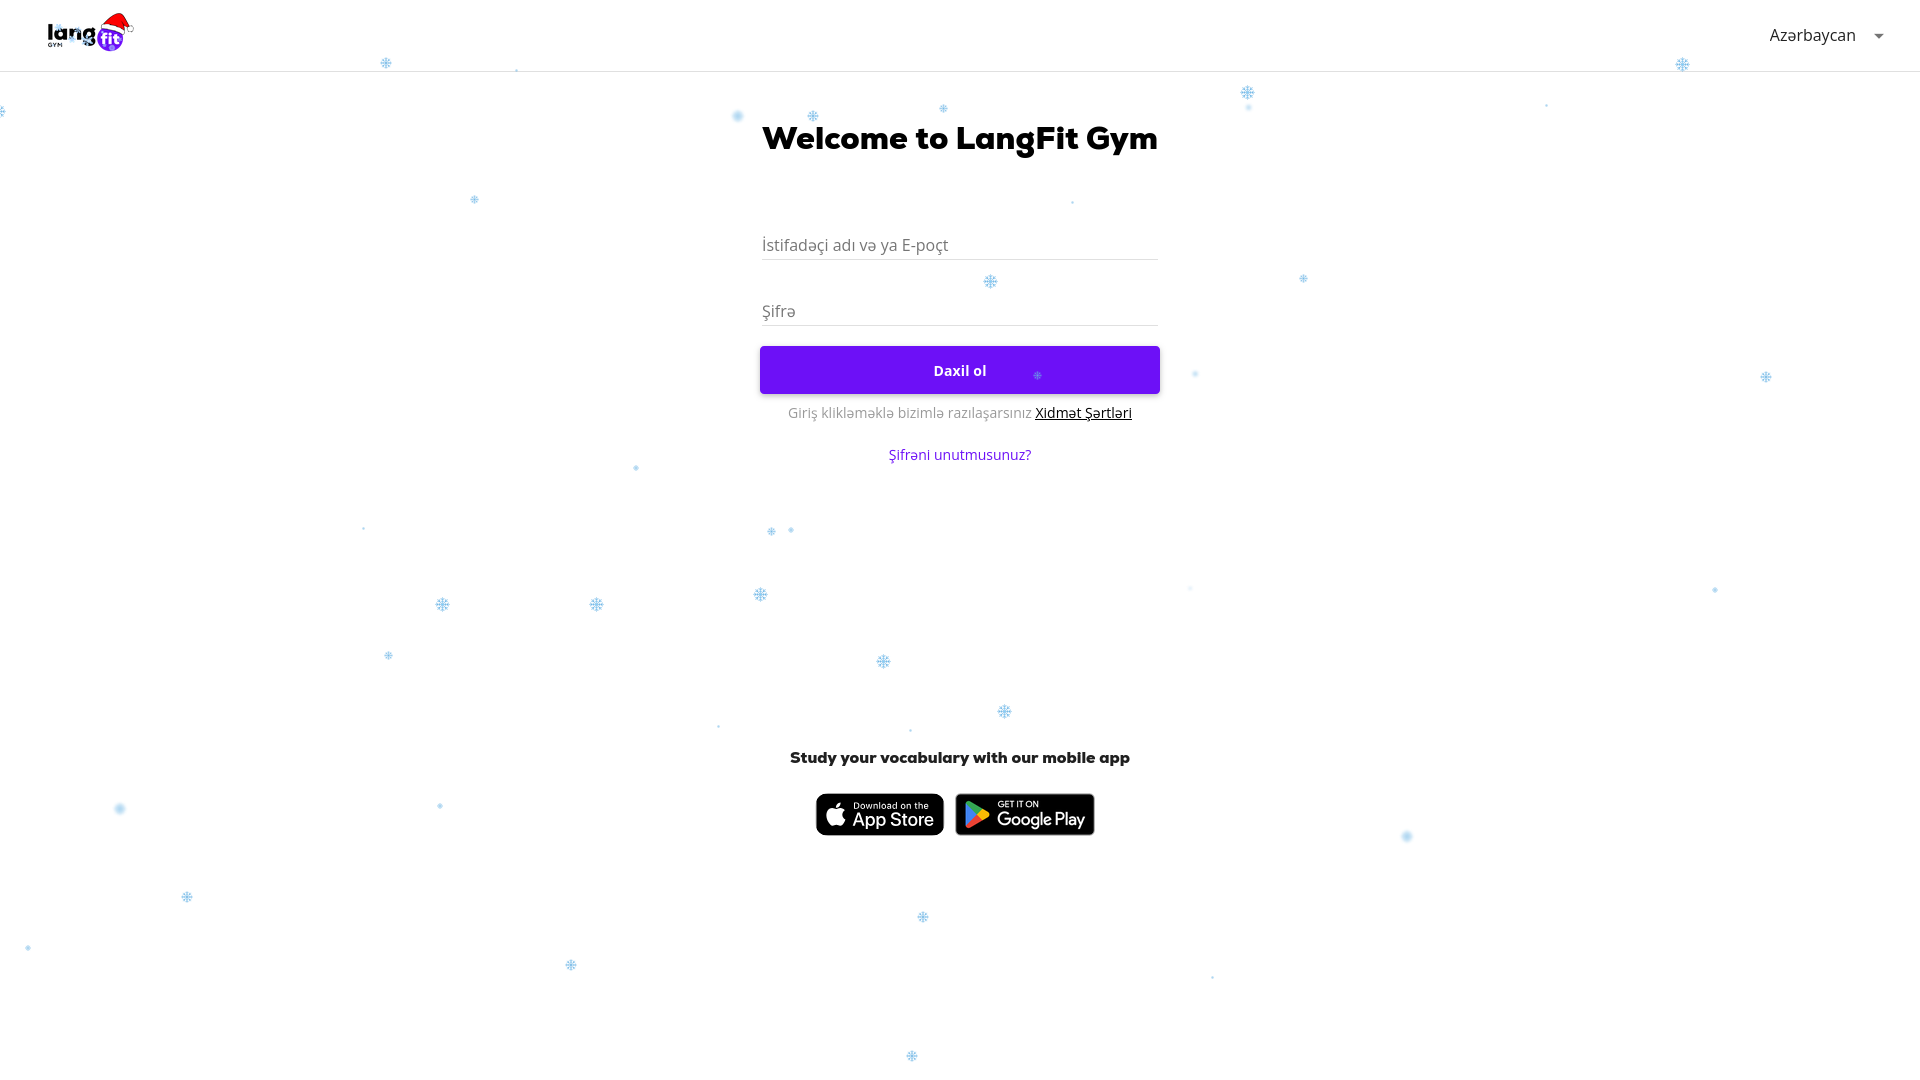 lang fit
GYM
Azərbaycan
Welcome to LangFit Gym
İstifadəçi adı və ya E-poçt
Şifrə
Daxil ol
Giriş klikləməklə bizimlə razılaşarsınız Xidmət Şərtləri
Şifrəni unutmusunuz?
Study your vocabulary with our mobile app
Download on the
App Store
GET IT ON
Google Play